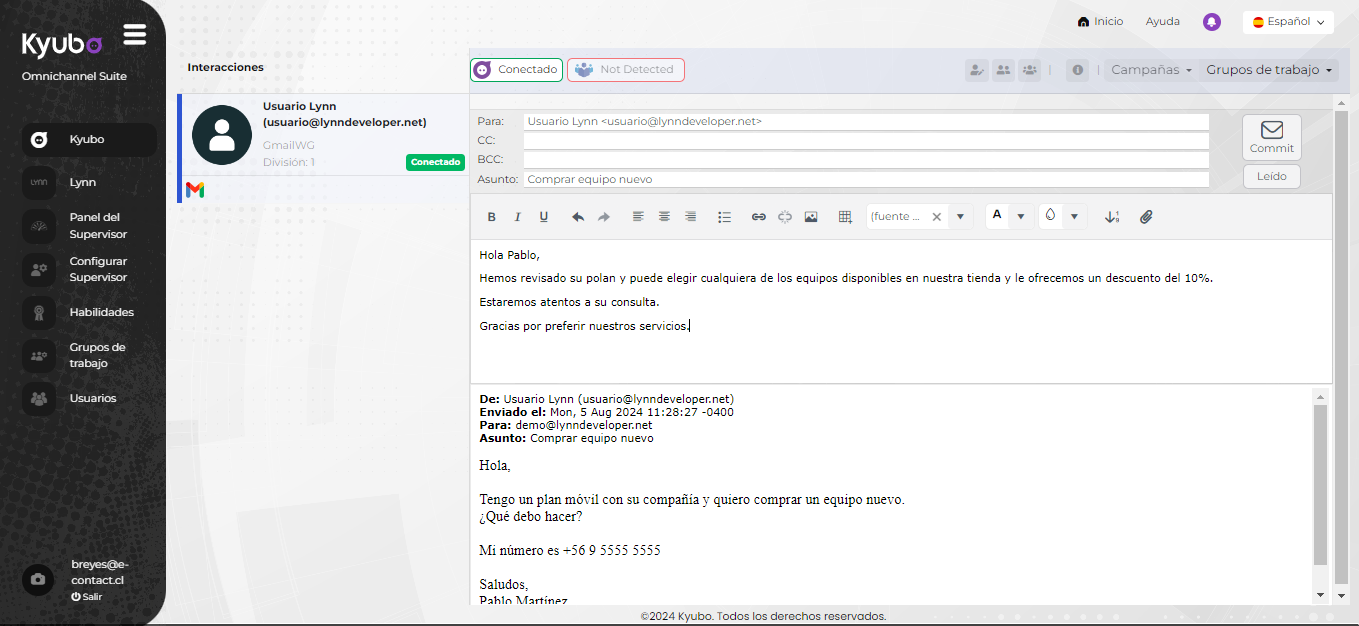 Kyubo
Omnichannel Suite
Kyubo
LYNN
Lynn
Panel del
Supervisor
Configurar
Supervisor
Habilidades
Grupos de
trabajo
Usuarios
breyes@e-
contact.cl
Salir
Inicio
Ayuda
Español
Interacciones
Usuario Lynn
(usuario@lynndeveloper.net)
GmailWG
División: 1
Conectado
Conectado
Not Detected
Campañas
Grupos de trabajo
Para: Usuario Lynn <usuario@lynndeveloper.net>
CC:
BCC:
Asunto: Comprar equipo nuevo
Commit
Leído
B I U
(fuente ...
A
Hola Pablo,
Hemos revisado su polan y puede elegir cualquiera de los equipos disponibles en nuestra tienda y le ofrecemos un descuento del 10%.
Estaremos atentos a su consulta.
Gracias por preferir nuestros servicios.
De: Usuario Lynn (usuario@lynndeveloper.net)
Enviado el: Mon, 5 Aug 2024 11:28:27 -0400
Para: demo@lynndeveloper.net
Asunto: Comprar equipo nuevo
Hola,
Tengo un plan móvil con su compañía y quiero comprar un equipo nuevo.
¿Qué debo hacer?
Mi número es +56 9 5555 5555
Saludos,
Pablo Martínez
©2024 Kyubo. Todos los derechos reservados.